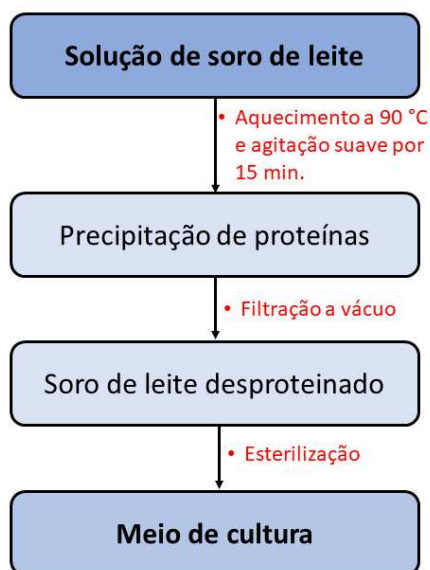 Solução de soro de leite
• Aquecimento a 90 °C
e agitação suave por
15 min.
Precipitação de proteínas
• Filtração a vácuo
Soro de leite desproteinado
• Esterilização
Meio de cultura